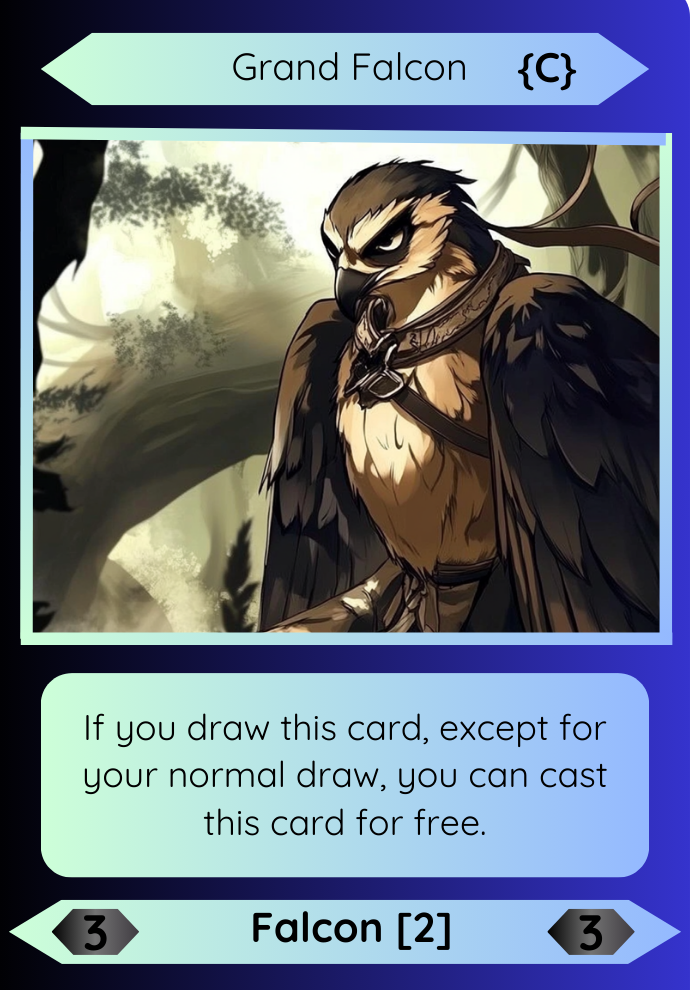 Grand Falcon {C}
If you draw this card, except for
your normal draw, you can cast
this card for free.
3 Falcon [2] 3